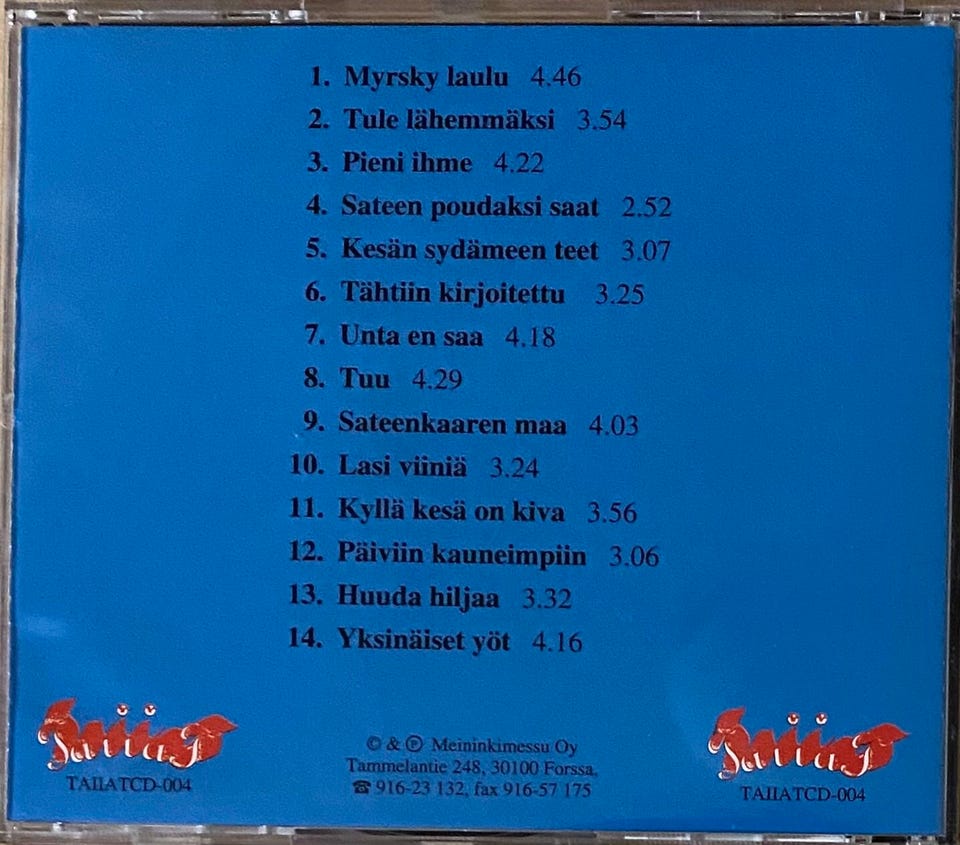 1. Myrsky laulu 4.46
2. Tule lähemmäksi 3.54
3. Pieni ihme 4.22
4. Sateen poudaksi saat 2.52
5. Kesän sydämeen teet 3.07
6. Tähtiin kirjoitettu 3.25
7. Unta en saa 4.18
8. Tuu 4.29
9. Sateenkaaren maa 4.03
10. Lasi viiniä 3.24
11. Kyllä kesä on kiva 3.56
12. Päiviin kauneimpiin 3.06
13. Huuda hiljaa 3.32
14. Yksinäiset yöt 4.16
TAIIATCD-004
© & ℗ Meininkimessu Oy
Tammelantie 248, 30100 Forssa,
☎ 916-23 132, fax 916-57 175
TAIIATCD-004